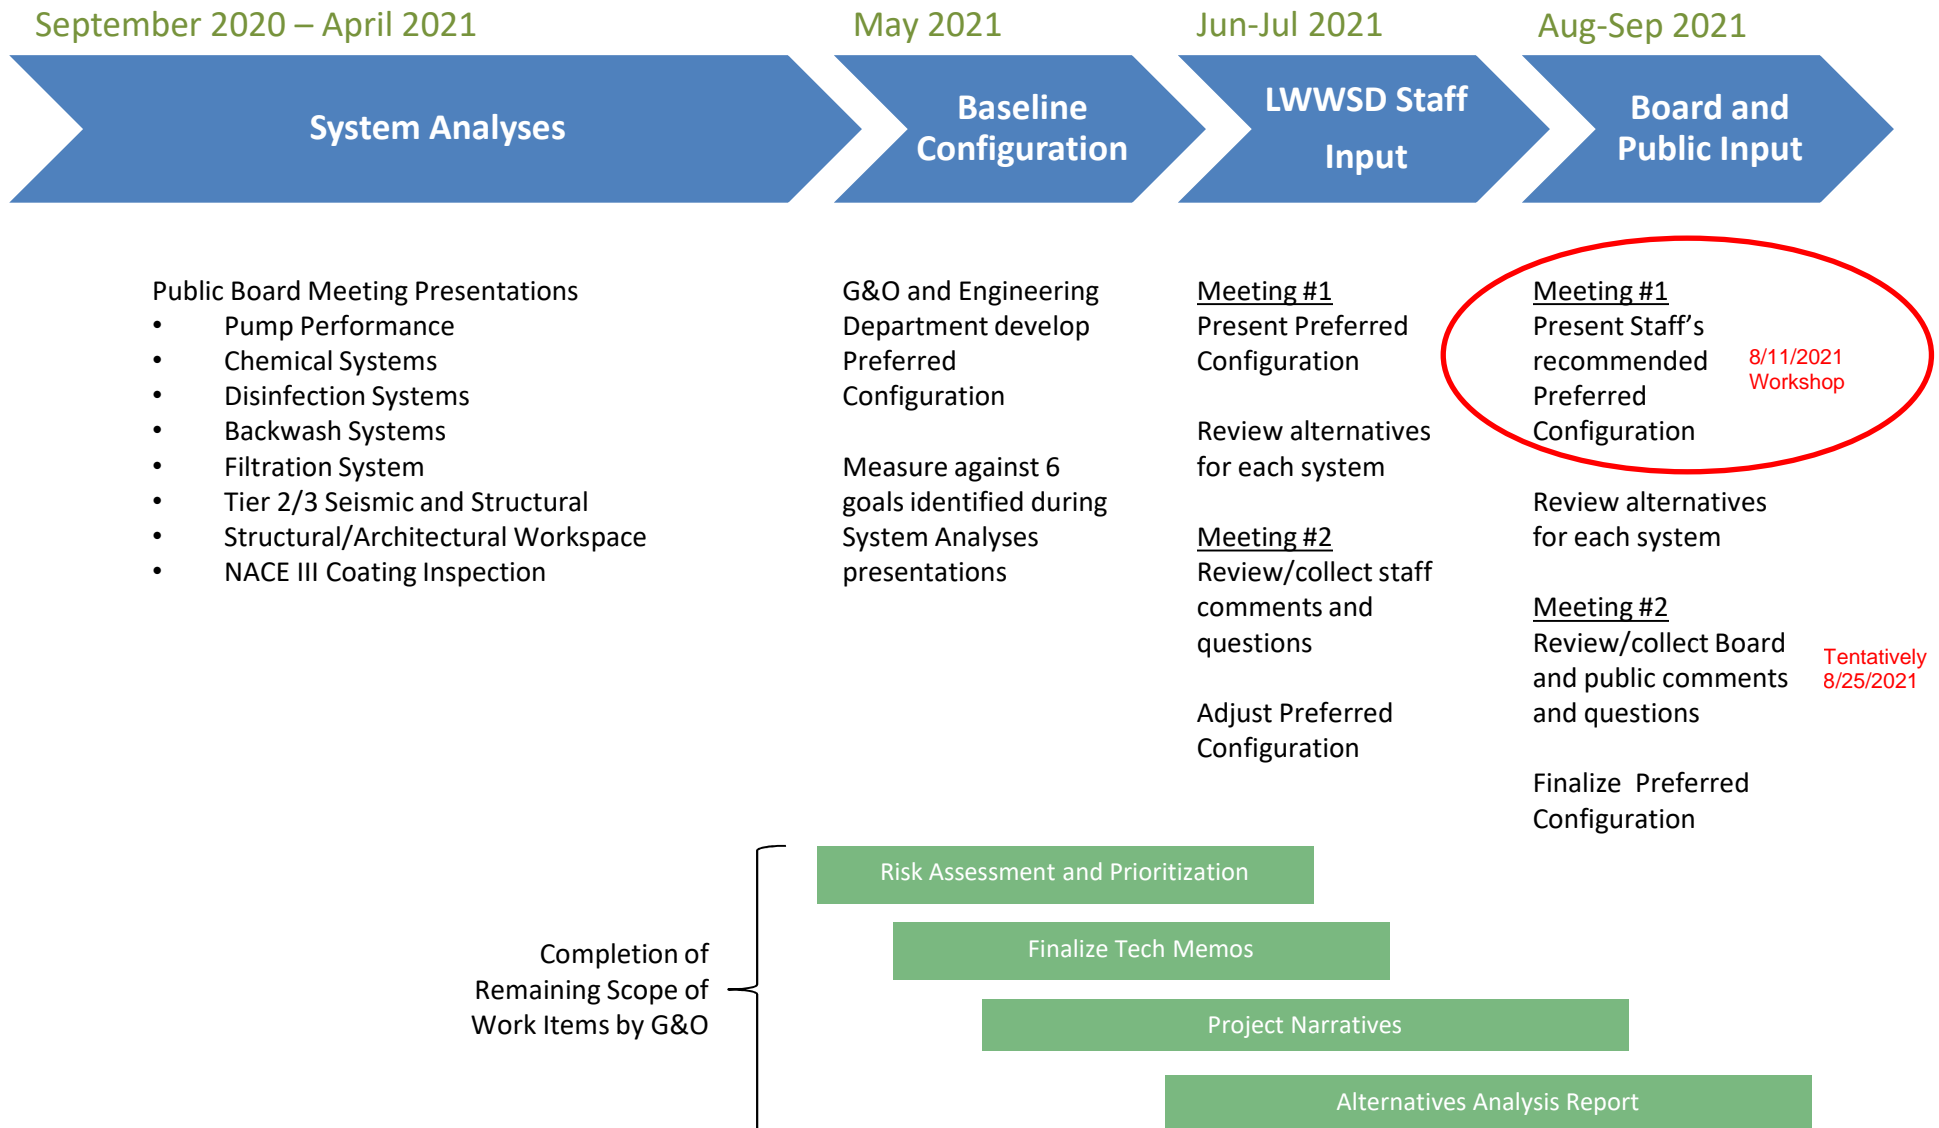 September 2020 – April 2021
May 2021
Jun-Jul 2021
Aug-Sep 2021
System Analyses
Baseline
Configuration
LWWSD Staff
Input
Board and
Public Input
Public Board Meeting Presentations
• Pump Performance
• Chemical Systems
• Disinfection Systems
• Backwash Systems
• Filtration System
• Tier 2/3 Seismic and Structural
• Structural/Architectural Workspace
• NACE III Coating Inspection
G&O and Engineering
Department develop
Preferred
Configuration
Measure against 6
goals identified during
System Analyses
presentations
Meeting #1
Present Preferred
Configuration
Review alternatives
for each system
Meeting #2
Review/collect staff
comments and
questions
Adjust Preferred
Configuration
Meeting #1
Present Staff’s
recommended
Preferred
Configuration
8/11/2021
Workshop
Review alternatives
for each system
Meeting #2
Review/collect Board
and public comments
and questions
Tentatively
8/25/2021
Finalize Preferred
Configuration
Completion of
Remaining Scope of
Work Items by G&O
Risk Assessment and Prioritization
Finalize Tech Memos
Project Narratives
Alternatives Analysis Report